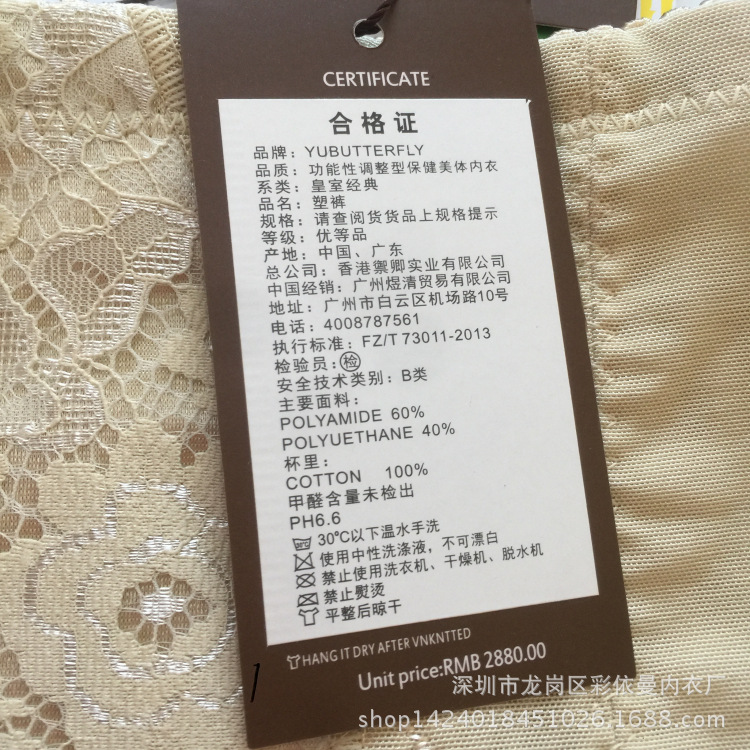 CERTIFICATE
合格证
品牌：YUBUTTERFLY
品质：功能性调整型保健美体内衣
系类：皇室经典
品名：塑裤
规格：请查阅货货品上规格提示
等级：优等品
产地：中国、广东
总公司：香港禦卿实业有限公司
中国经销：广州煜清贸易有限公司
地址：广州市白云区机场路10号
电话：4008787561
执行标准：FZ/T 73011-2013
检验员：检
安全技术类别：B类
主要面料：
POLYAMIDE 60%
POLYUETHANE 40%
杯里：
COTTON 100%
甲醛含量未检出
PH6.6
30℃以下温水手洗
使用中性洗涤液，不可漂白
禁止使用洗衣机、干燥机、脱水机
禁止熨烫
平整后晾干
HANG IT DRY AFTER VNKNTTED
Unit price:RMB 2880.00
深圳市龙岗区彩依曼内衣厂
shop1424018451026.1688.com